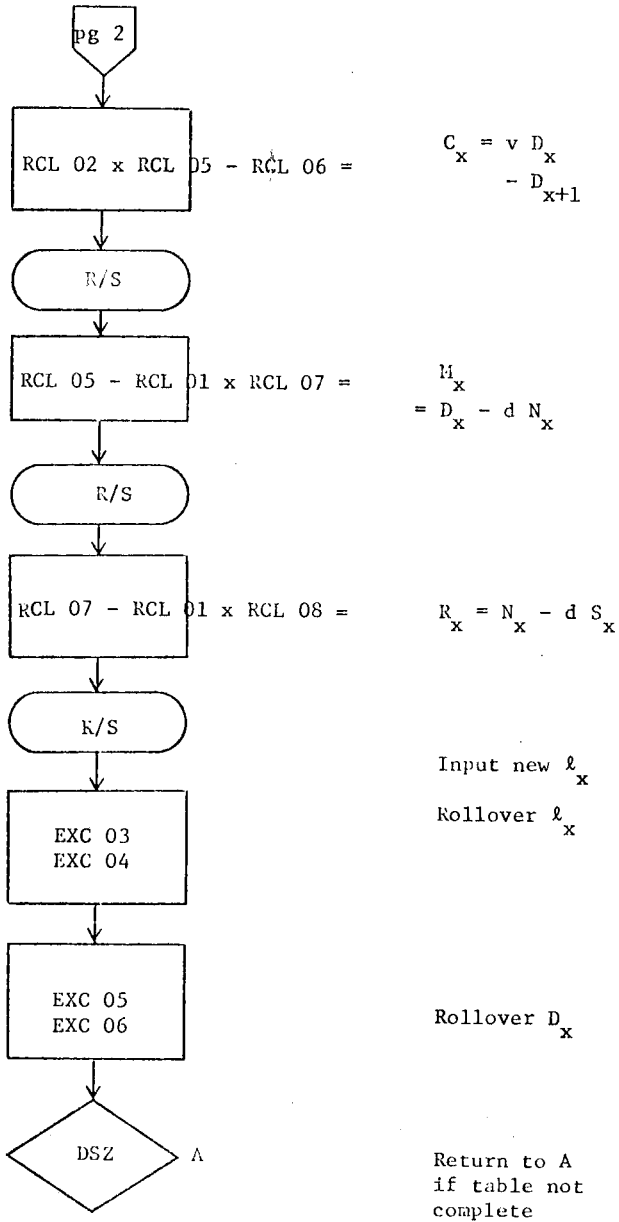 pg 2
RCL 02 x RCL 05 - RCL 06 = C_x = v D_x
- D_{x+1}
R/S
RCL 05 - RCL 01 x RCL 07 = M_x
= D_x - d N_x
R/S
RCL 07 - RCL 01 x RCL 08 = R_x = N_x - d S_x
R/S
Input new ℓ_x
EXC 03 Rollover ℓ_x
EXC 04
EXC 05
EXC 06 Rollover D_x
DSZ A Return to A
if table not
complete